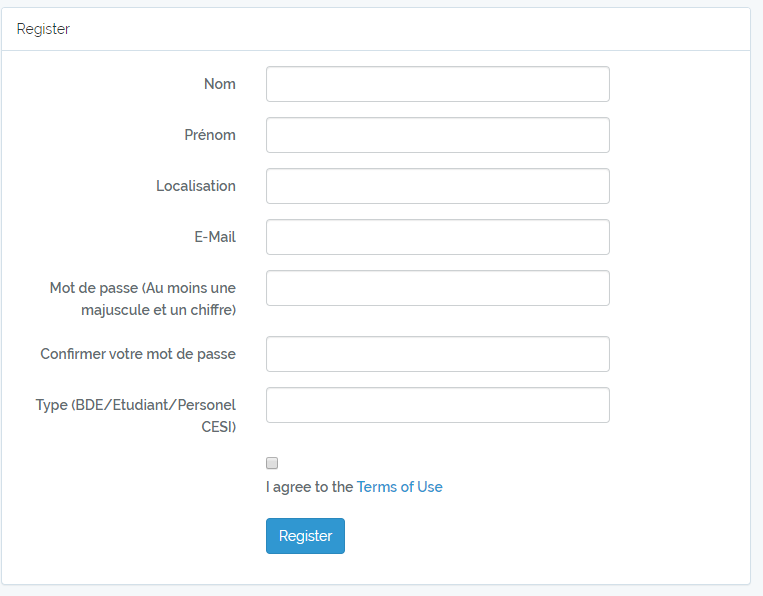 Register
Nom
Prénom
Localisation
E-Mail
Mot de passe (Au moins une
majuscule et un chiffre)
Confirmer votre mot de passe
Type (BDE/Etudiant/Personel
CESI)
I agree to the Terms of Use
Register